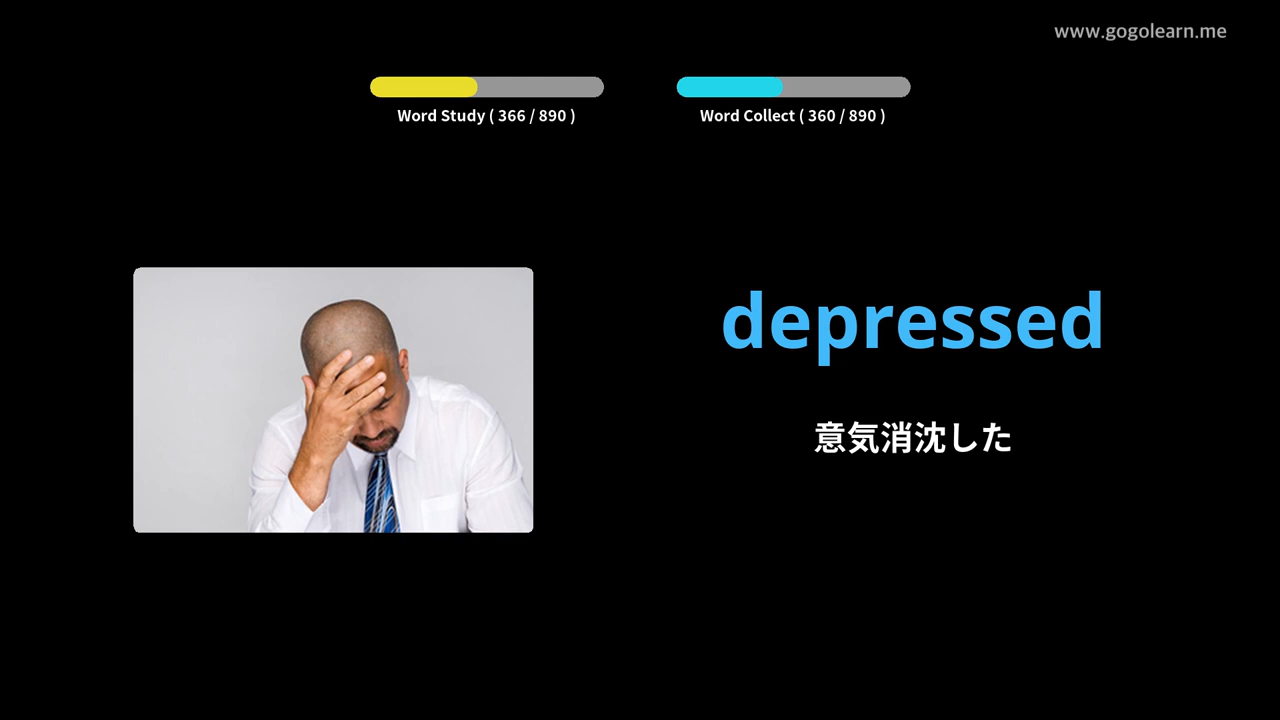 www.gogolearn.me
Word Study ( 366 / 890 )
Word Collect ( 360 / 890 )
depressed
意気消沈した